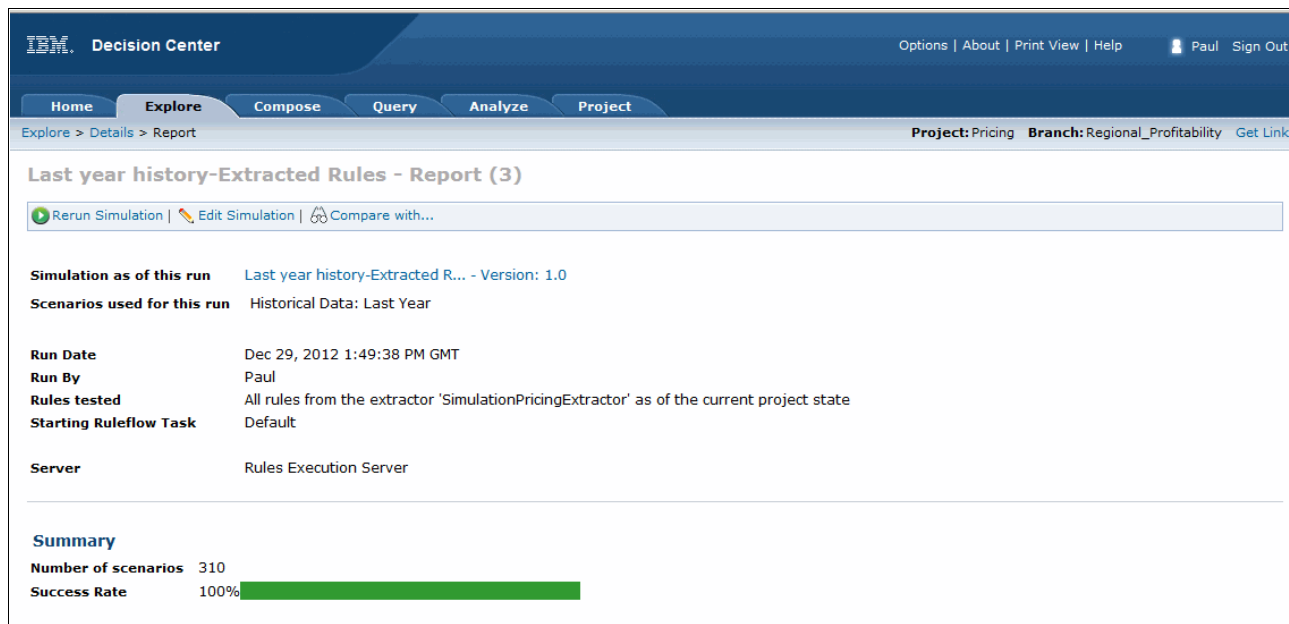 IBM. Decision Center
Options | About | Print View | Help Paul Sign Out
Home Explore Compose Query Analyze Project
Explore > Details > Report Project: Pricing Branch: Regional_Profitability Get Link
Last year history-Extracted Rules - Report (3)
Rerun Simulation | Edit Simulation | Compare with...
Simulation as of this run Last year history-Extracted R... - Version: 1.0
Scenarios used for this run Historical Data: Last Year
Run Date Dec 29, 2012 1:49:38 PM GMT
Run By Paul
Rules tested All rules from the extractor 'SimulationPricingExtractor' as of the current project state
Starting Ruleflow Task Default
Server Rules Execution Server
Summary
Number of scenarios 310
Success Rate 100%